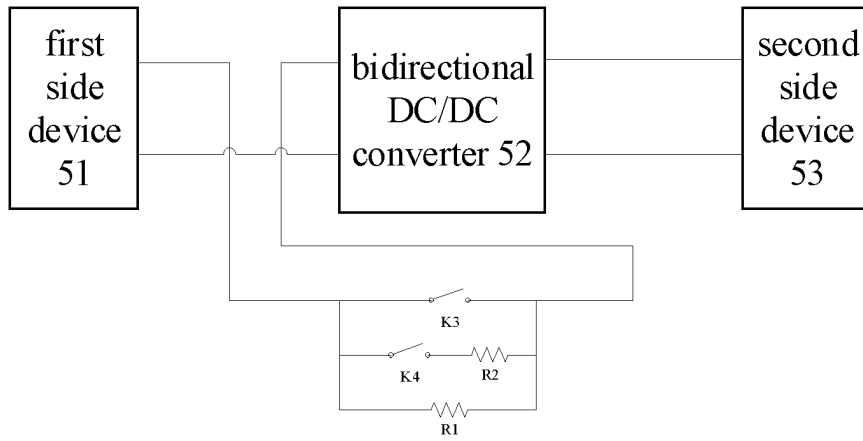 first
side
device
51
bidirectional
DC/DC
converter 52
second
side
device
53
K3
K4
R2
R1